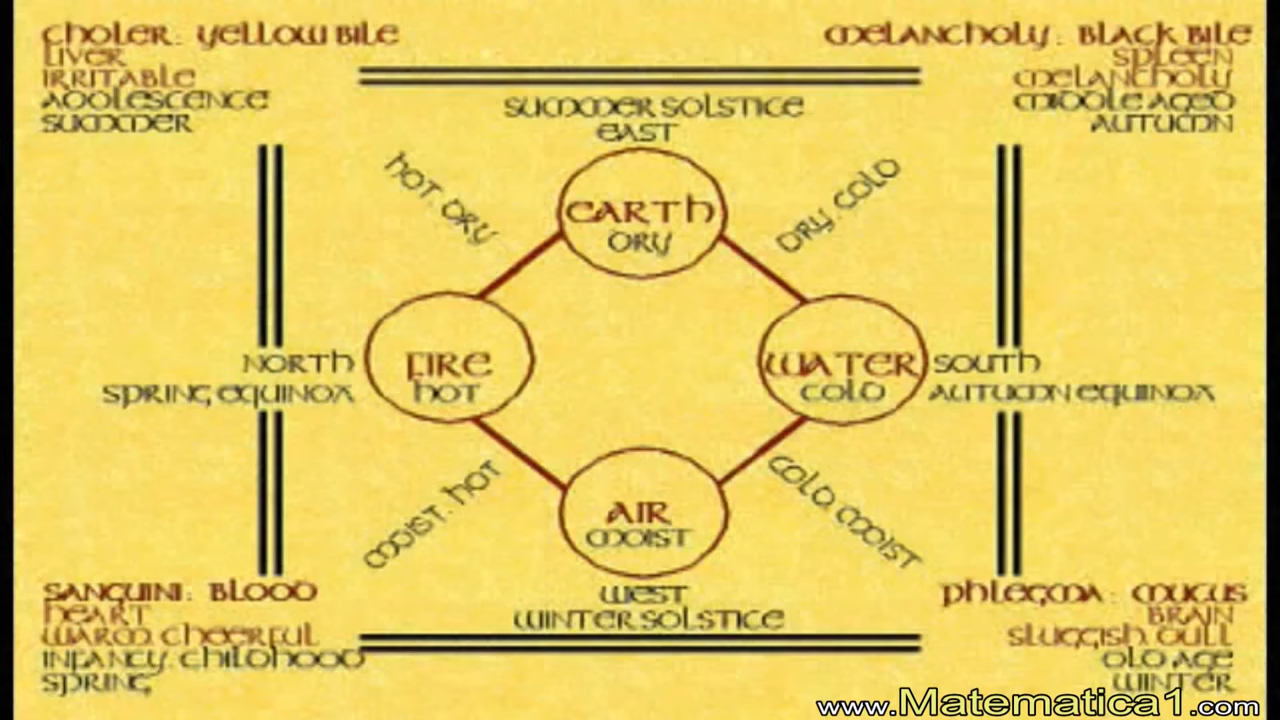 CHOLER: YELLOW BILE
LIVER
IRRITABLE
ADOLESCENCE
SUMMER
MELANCHOLY: BLACK BILE
SPLEEN
MELANCHOLY
MIDDLE AGED
AUTUMN
SUMMER SOLSTICE
EAST
HOT. DRY
DRY. COLD
EARTH
DRY
NORTH
SPRING EQUINOX
FIRE
HOT
WATER
COLD
SOUTH
AUTUMN EQUINOX
MOIST. HOT
COLD. MOIST
AIR
MOIST
WEST
WINTER SOLSTICE
SANGUINI: BLOOD
HEART
WARM. CHEERFUL
INFANCY. CHILDHOOD
SPRING
PHLEGMA: MUCUS
BRAIN
SLUGGISH. DULL
OLD AGE
WINTER
www.Matematica1.com